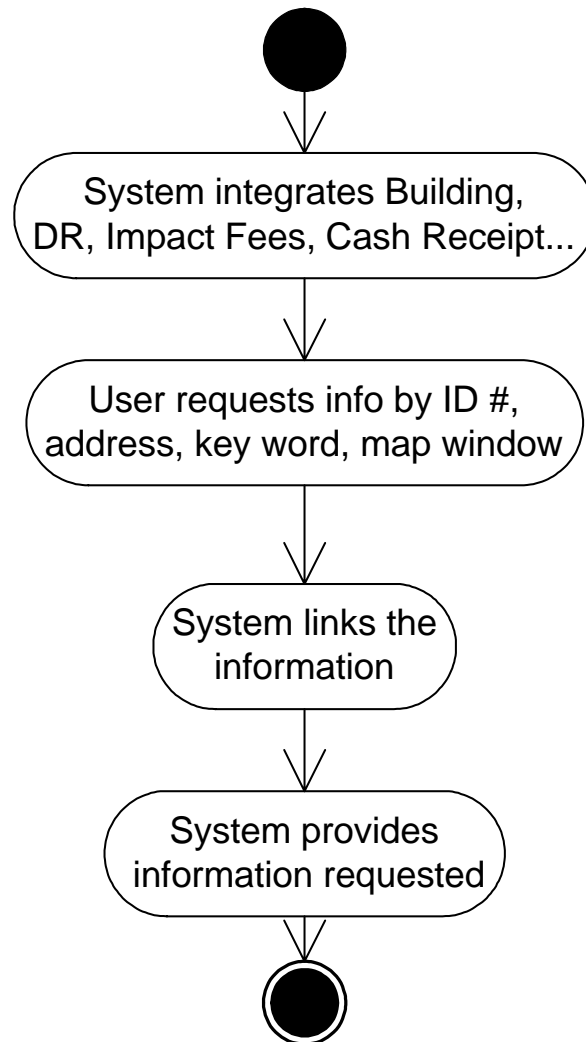 System integrates Building,
DR, Impact Fees, Cash Receipt...
User requests info by ID #,
address, key word, map window
System links the
information
System provides
information requested